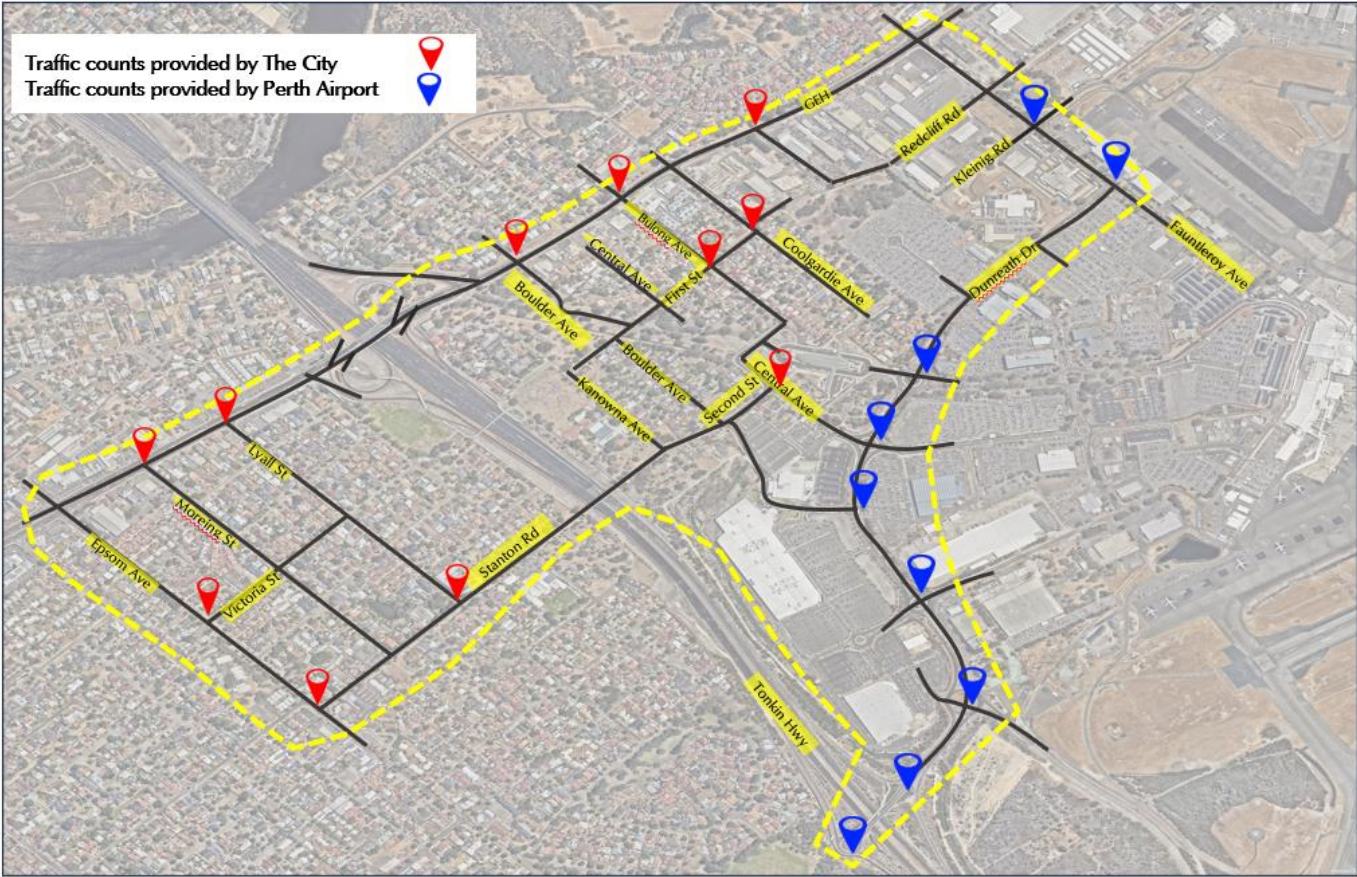 Traffic counts provided by The City
Traffic counts provided by Perth Airport
GEH
Redcliff Rd
Kleinig Rd
Fauntleroy Ave
Bulong Ave
Central Ave
First St
Coolgardie Ave
Dunreath Dr
Boulder Ave
Boulder Ave
Kanowna Ave
Second St
Central Ave
Lyall St
Moreing St
Epsom Ave
Victoria St
Stanton Rd
Tonkin Hwy